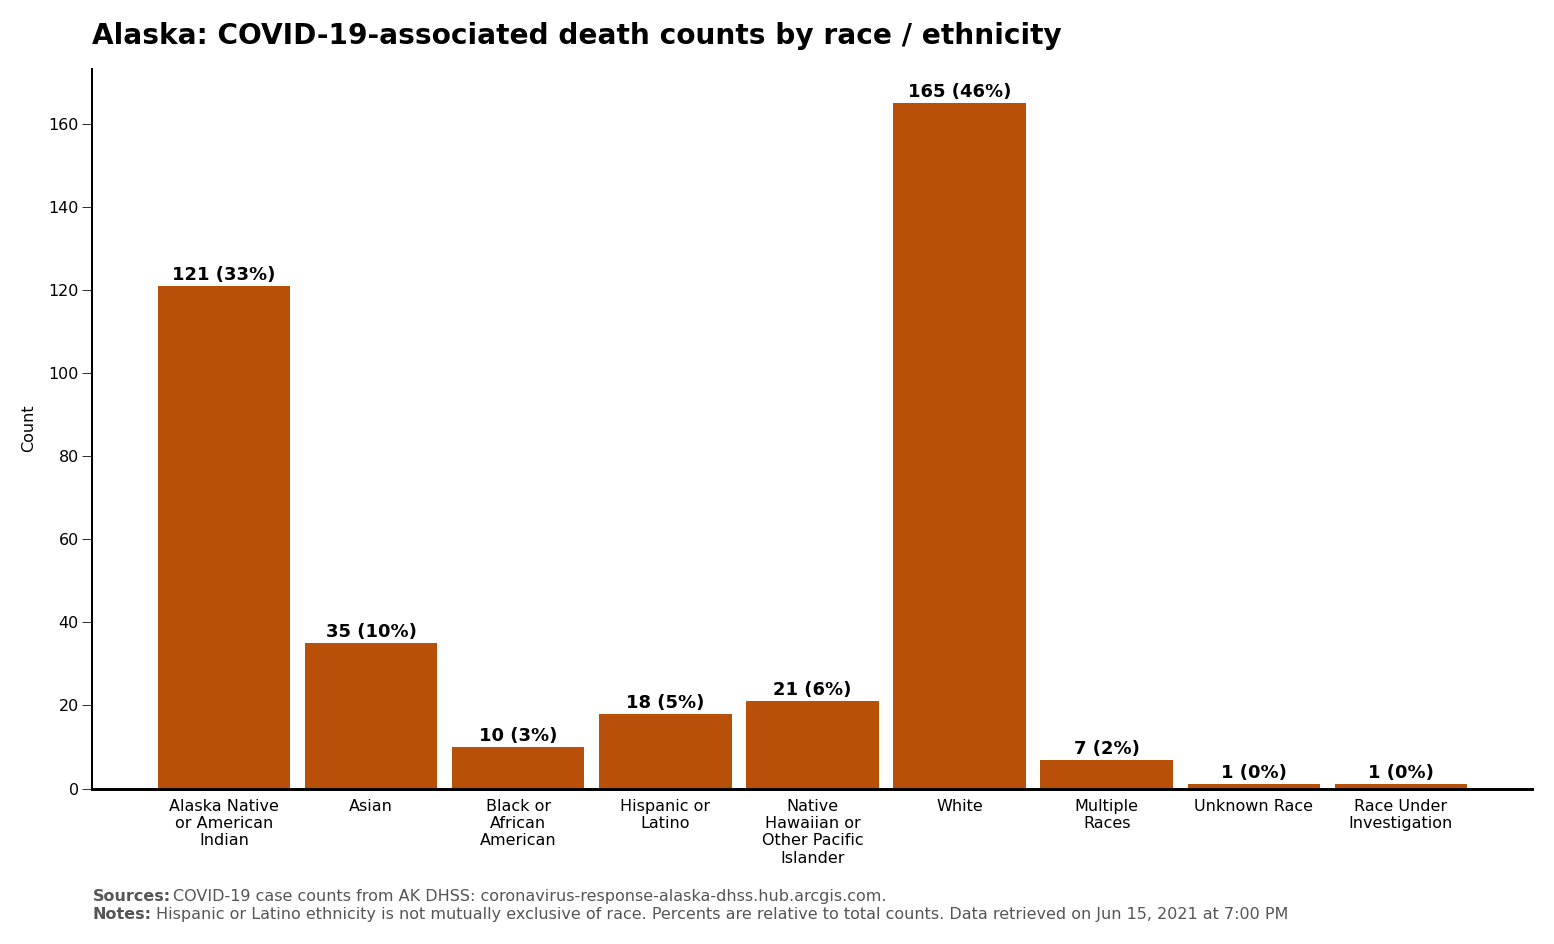 Alaska: COVID-19-associated death counts by race / ethnicity
165 (46%)
160
140
121 (33%)
120
100
Count
80
60
40
35 (10%)
21 (6%)
20
18 (5%)
10 (3%)
7 (2%)
1 (0%)
1 (0%)
0
Alaska Native
or American
Indian
Asian
Black or
African
American
Hispanic or
Latino
Native
Hawaiian or
Other Pacific
Islander
White
Multiple
Races
Unknown Race
Race Under
Investigation
Sources: COVID-19 case counts from AK DHSS: coronavirus-response-alaska-dhss.hub.arcgis.com.
Notes: Hispanic or Latino ethnicity is not mutually exclusive of race. Percents are relative to total counts. Data retrieved on Jun 15, 2021 at 7:00 PM